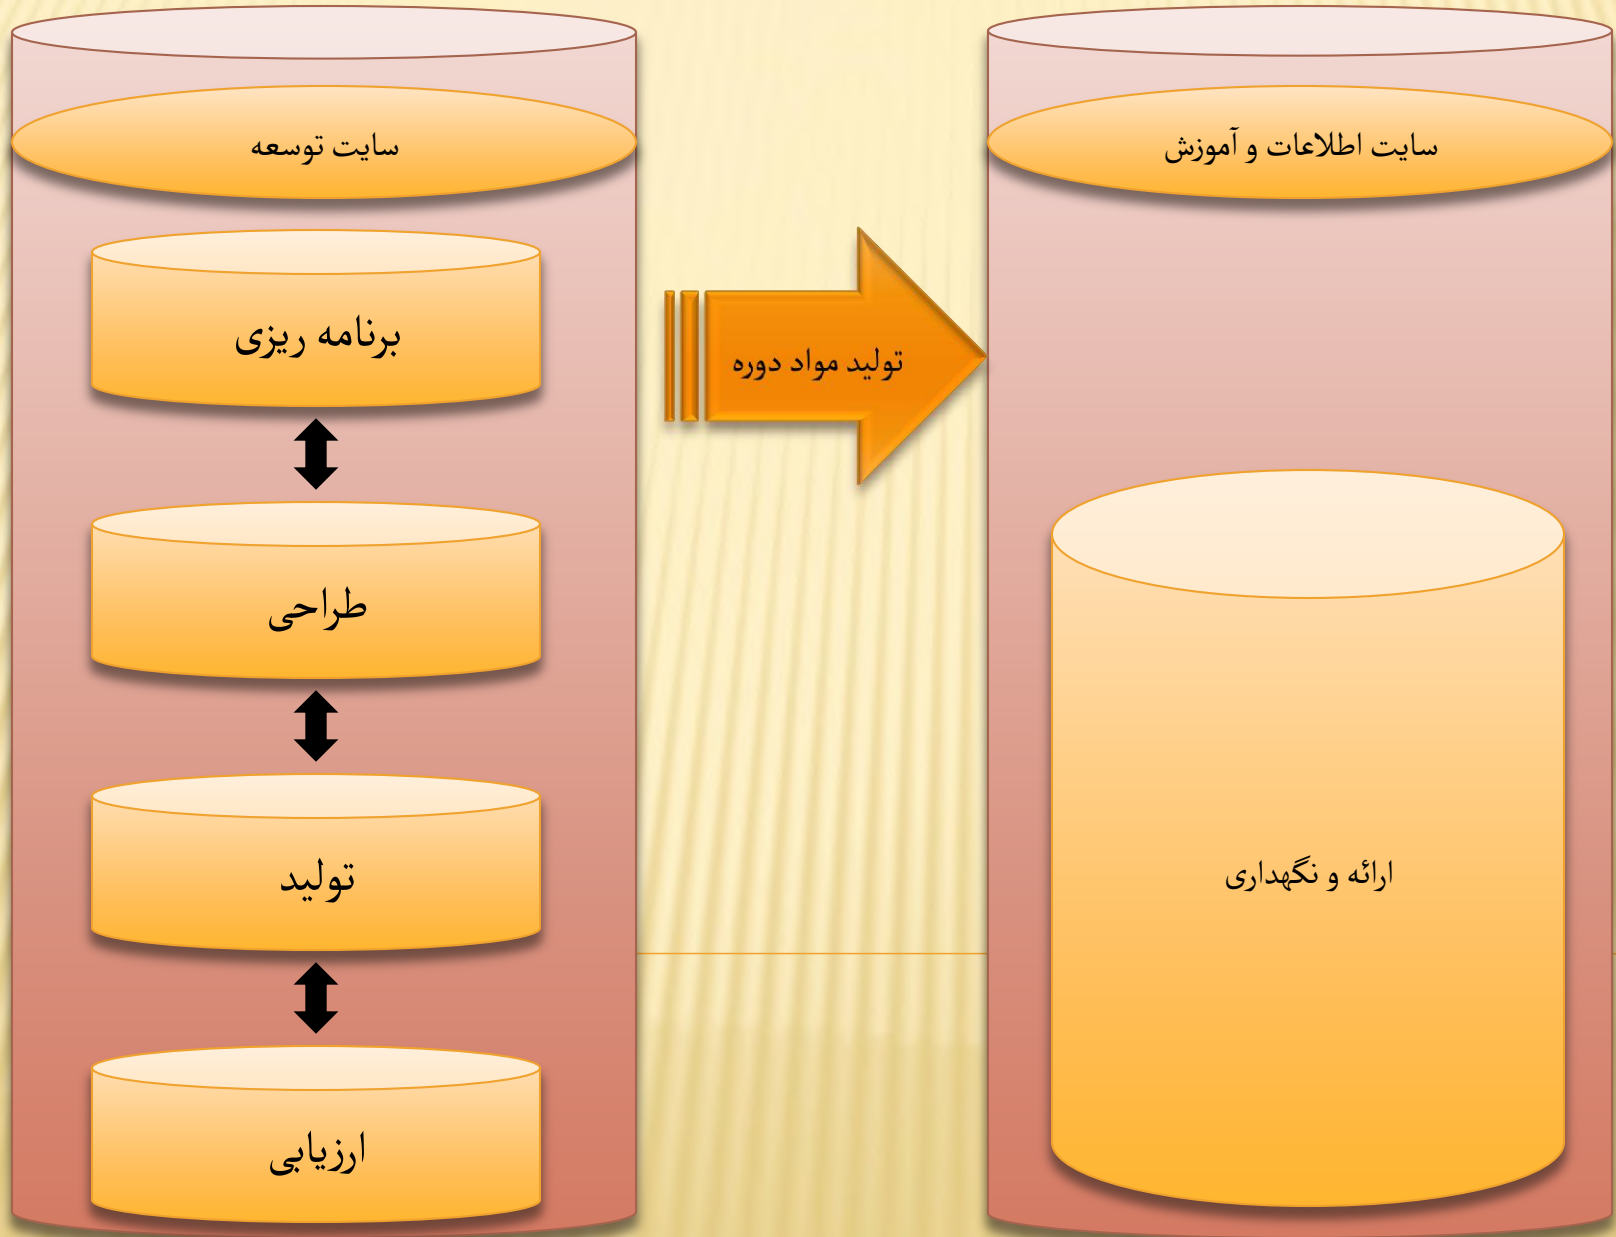 سایت توسعه
برنامه ریزی
طراحی
تولید
ارزیابی
تولید مواد دوره
سایت اطلاعات و آموزش
ارائه و نگهداری